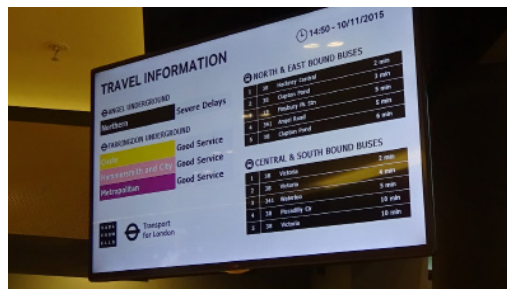 14:50 - 10/11/2015
TRAVEL INFORMATION
ANGEL UNDERGROUND
Northern Severe Delays
FARRINGDON UNDERGROUND
Circle Good Service
Hammersmith and City Good Service
Metropolitan Good Service
Transport
for London
NORTH & EAST BOUND BUSES
1 38 Hackney Central 2 min
2 38 Clapton Pond 3 min
3 Finsbury Pk Stn 5 min
4 341 Angel Road 5 min
5 38 Clapton Pond 6 min
CENTRAL & SOUTH BOUND BUSES
1 38 Victoria 2 min
2 38 Victoria 4 min
3 341 Waterloo 5 min
4 38 Piccadilly Cir 10 min
5 38 Victoria 10 min